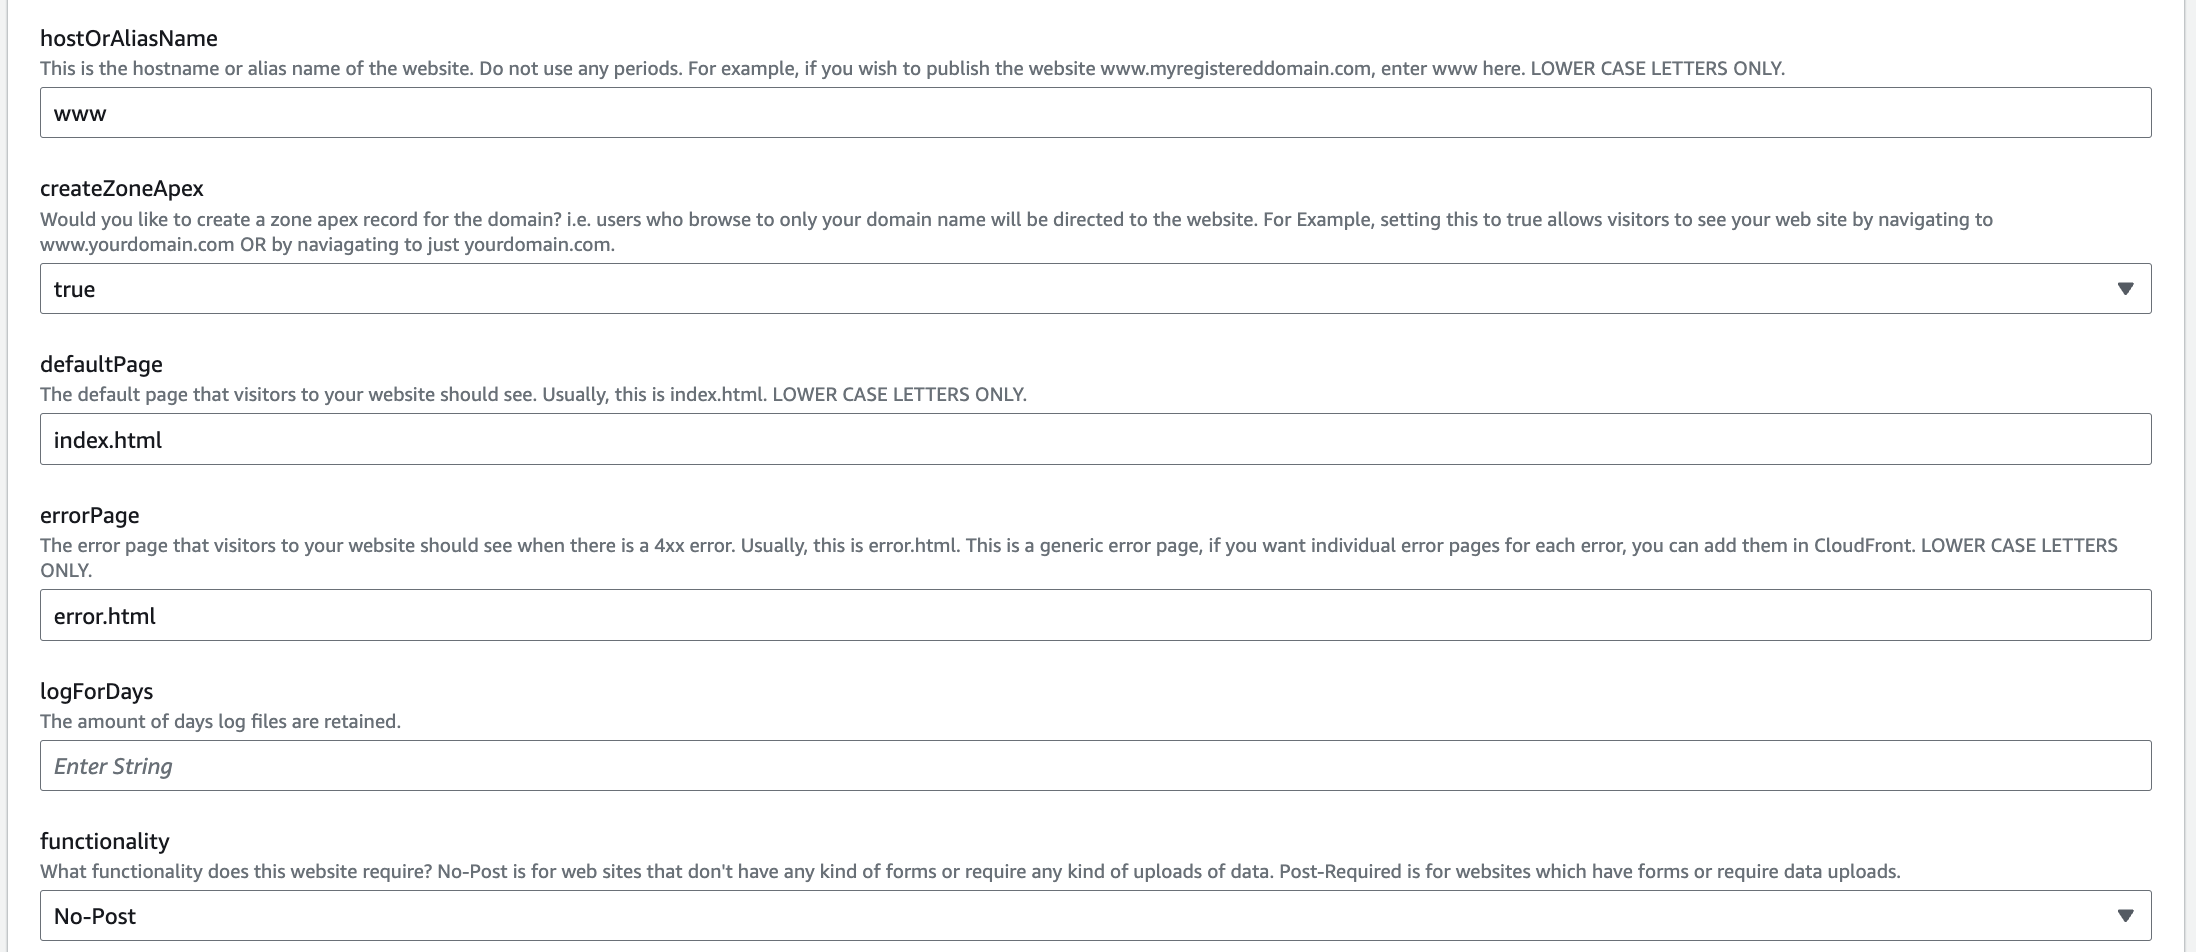 hostOrAliasName
This is the hostname or alias name of the website. Do not use any periods. For example, if you wish to publish the website www.myregistereddomain.com, enter www here. LOWER CASE LETTERS ONLY.
www
createZoneApex
Would you like to create a zone apex record for the domain? i.e. users who browse to only your domain name will be directed to the website. For Example, setting this to true allows visitors to see your web site by navigating to
www.yourdomain.com OR by naviagating to just yourdomain.com.
true
defaultPage
The default page that visitors to your website should see. Usually, this is index.html. LOWER CASE LETTERS ONLY.
index.html
errorPage
The error page that visitors to your website should see when there is a 4xx error. Usually, this is error.html. This is a generic error page, if you want individual error pages for each error, you can add them in CloudFront. LOWER CASE LETTERS
ONLY.
error.html
logForDays
The amount of days log files are retained.
Enter String
functionality
What functionality does this website require? No-Post is for web sites that don't have any kind of forms or require any kind of uploads of data. Post-Required is for websites which have forms or require data uploads.
No-Post